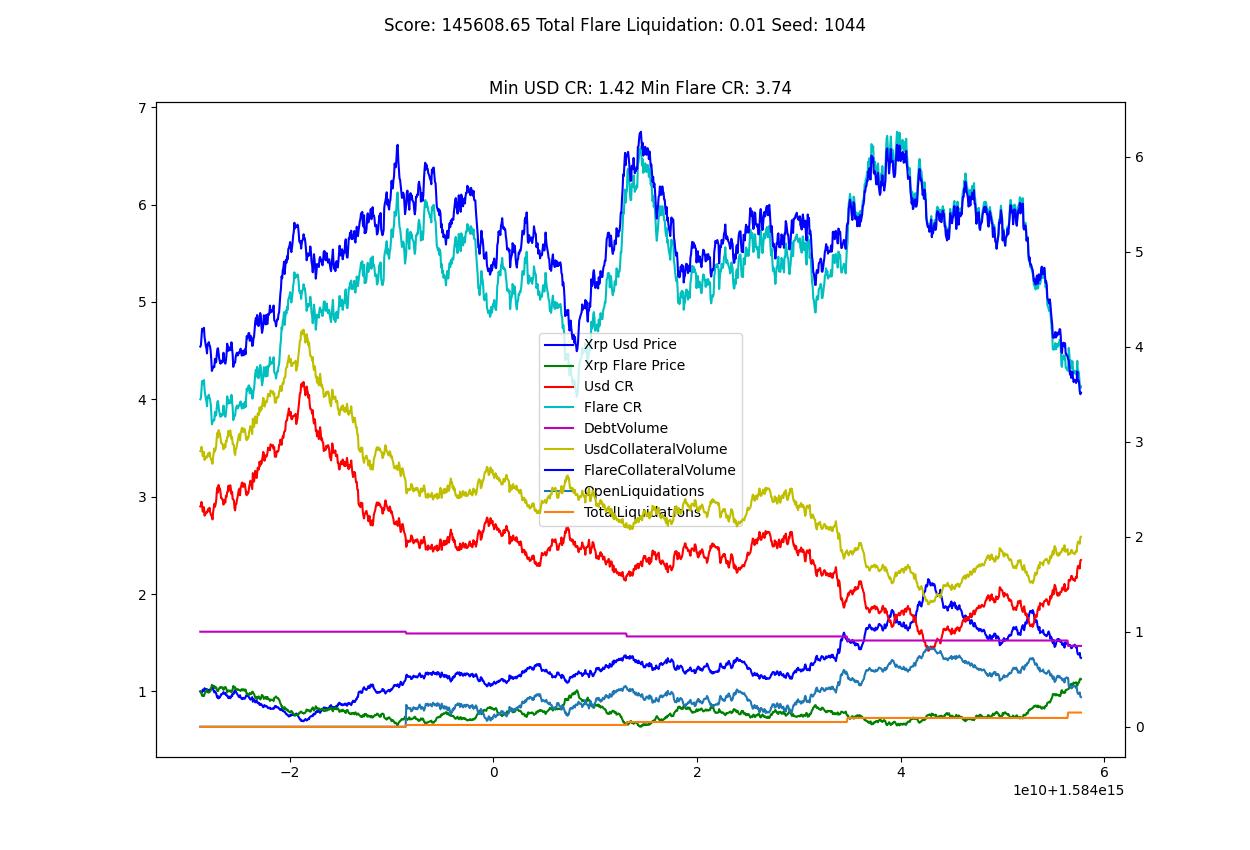 Score: 145608.65 Total Flare Liquidation: 0.01 Seed: 1044
Min USD CR: 1.42 Min Flare CR: 3.74
7
6
5
4
3
2
1
6
5
4
3
2
1
0
Xrp Usd Price
Xrp Flare Price
Usd CR
Flare CR
DebtVolume
UsdCollateralVolume
FlareCollateralVolume
OpenLiquidations
TotalLiquidations
−2 0 2 4 6
1e10+1.584e15